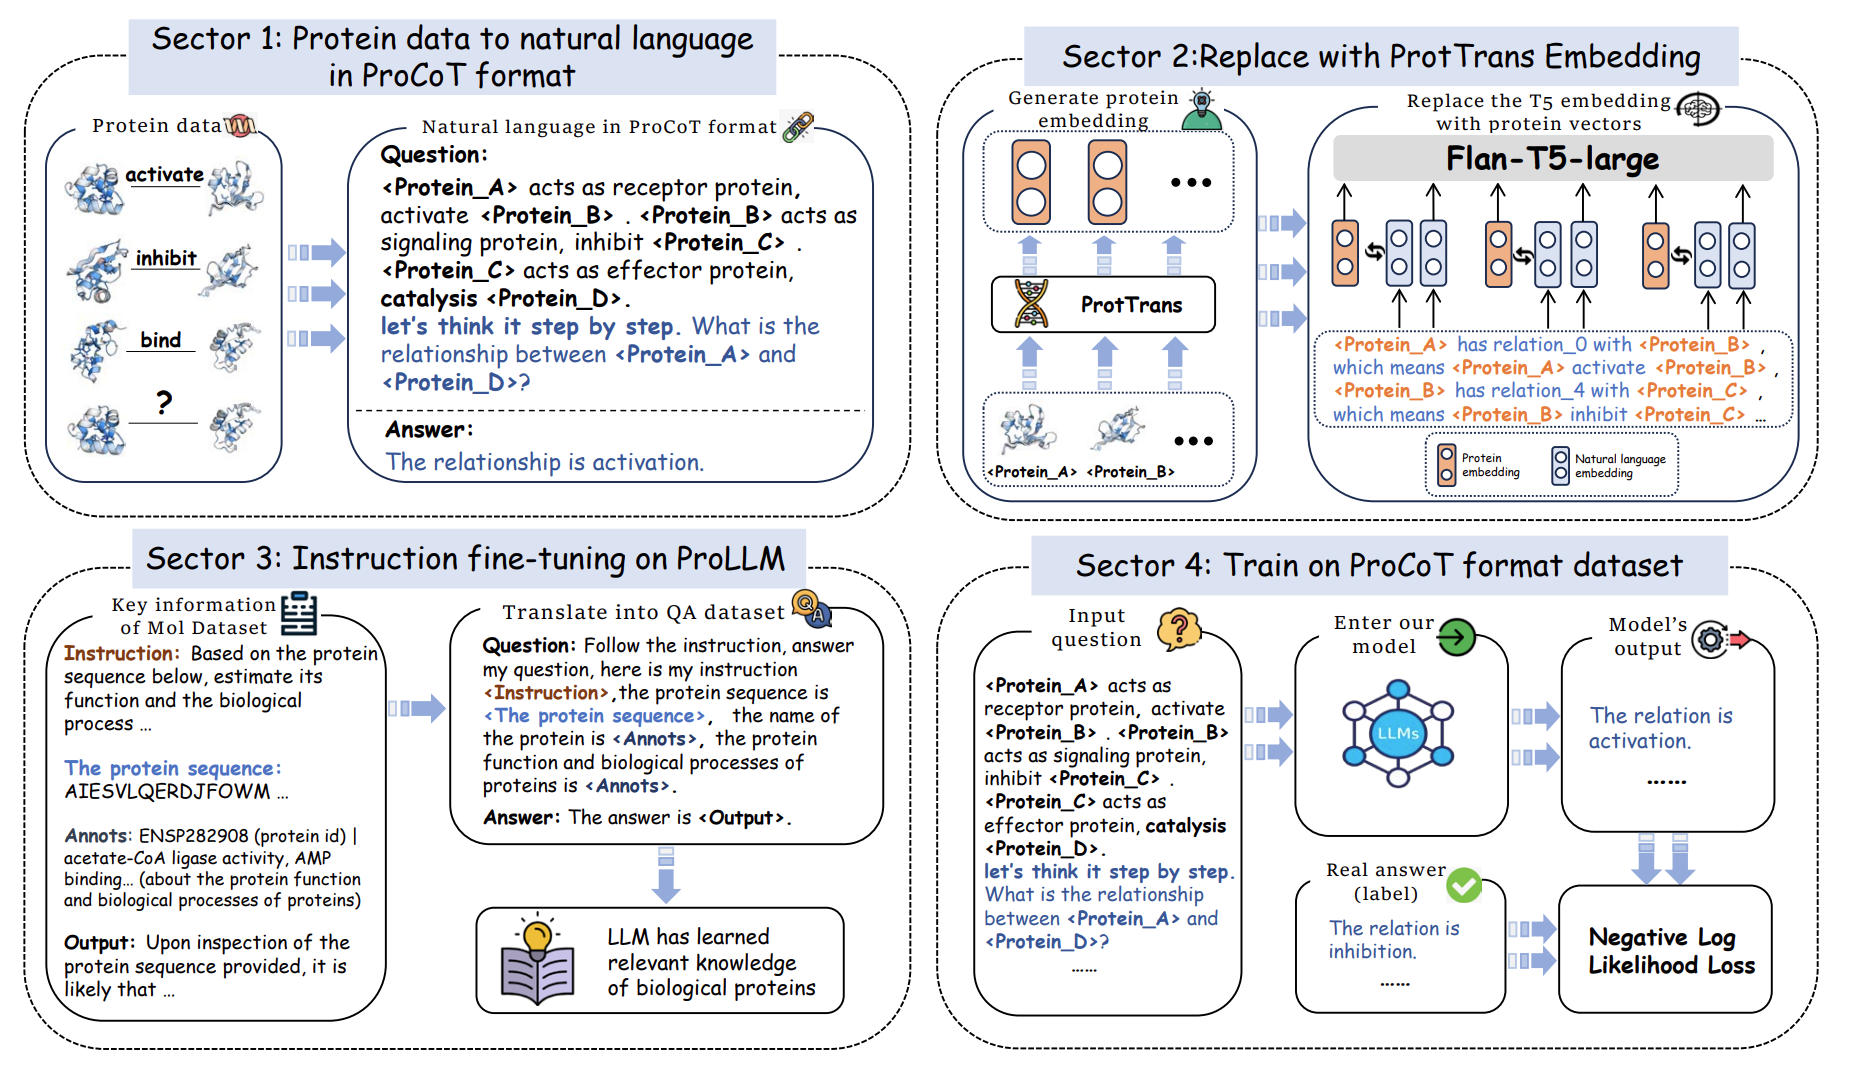 Sector 1: Protein data to natural language
in ProCoT format
Protein data
activate
inhibit
bind
?
Natural language in ProCoT format
Question:
<Protein_A> acts as receptor protein,
activate <Protein_B> . <Protein_B> acts as
signaling protein, inhibit <Protein_C> .
<Protein_C> acts as effector protein,
catalysis <Protein_D>.
let's think it step by step. What is the
relationship between <Protein_A> and
<Protein_D>?
Answer:
The relationship is activation.
Sector 2:Replace with ProtTrans Embedding
Generate protein
embedding
...
ProtTrans
...
<Protein_A> <Protein_B>
Replace the T5 embedding
with protein vectors
Flan-T5-large
<Protein_A> has relation_0 with <Protein_B> ,
which means <Protein_A> activate <Protein_B> ,
<Protein_B> has relation_4 with <Protein_C> ,
which means <Protein_B> inhibit <Protein_C> ...
Protein
embedding
Natural language
embedding
Sector 3: Instruction fine-tuning on ProLLM
Key information
of Mol Dataset
Instruction: Based on the protein
sequence below, estimate its
function and the biological
process ...
The protein sequence:
AIESVLQERDJFOWM ...
Annots: ENSP282908 (protein id) |
acetate-CoA ligase activity, AMP
binding... (about the protein function
and biological processes of proteins)
Output: Upon inspection of the
protein sequence provided, it is
likely that ...
Translate into QA dataset
Q
A
Question: Follow the instruction, answer
my question, here is my instruction
<Instruction>,the protein sequence is
<The protein sequence>, the name of
the protein is <Annots>, the protein
function and biological processes of
proteins is <Annots>.
Answer: The answer is <Output>.
LLM has learned
relevant knowledge
of biological proteins
Sector 4: Train on ProCoT format dataset
Input
question
?
<Protein_A> acts as
receptor protein, activate
<Protein_B> . <Protein_B>
acts as signaling protein,
inhibit <Protein_C> .
<Protein_C> acts as
effector protein, catalysis
<Protein_D>.
let's think it step by step.
What is the relationship
between <Protein_A> and
<Protein_D>?
......
Enter our
model
LLMs
Model's
output
The relation is
activation.
......
Real answer
(label)
The relation is
inhibition.
......
Negative Log
Likelihood Loss